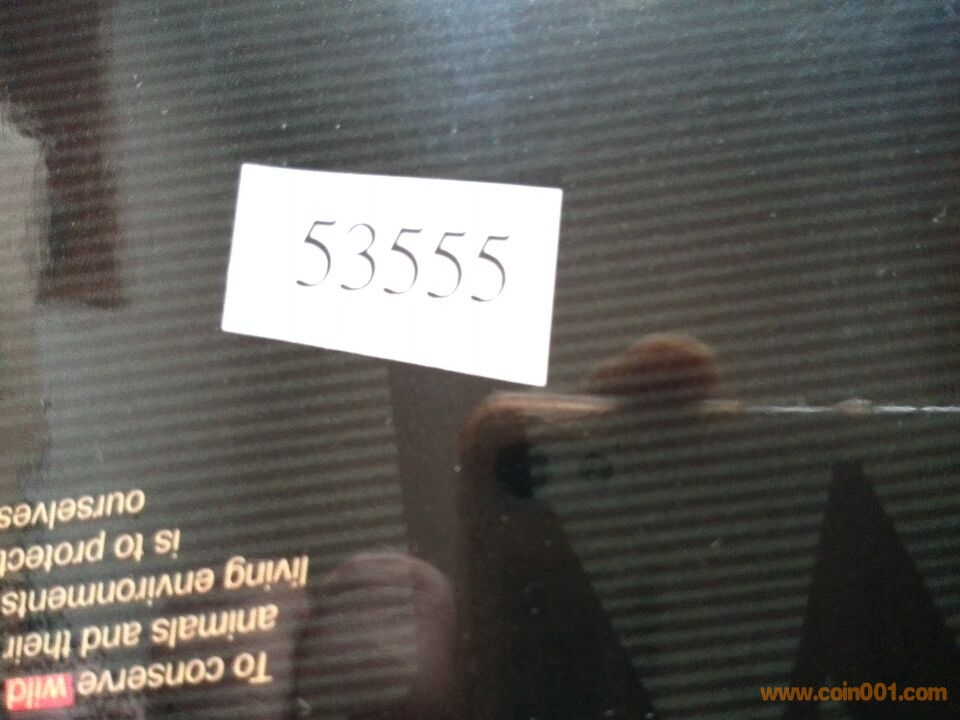 53555
To conserve wild
animals and their
living environments
is to protect
ourselves
www.coin001.com